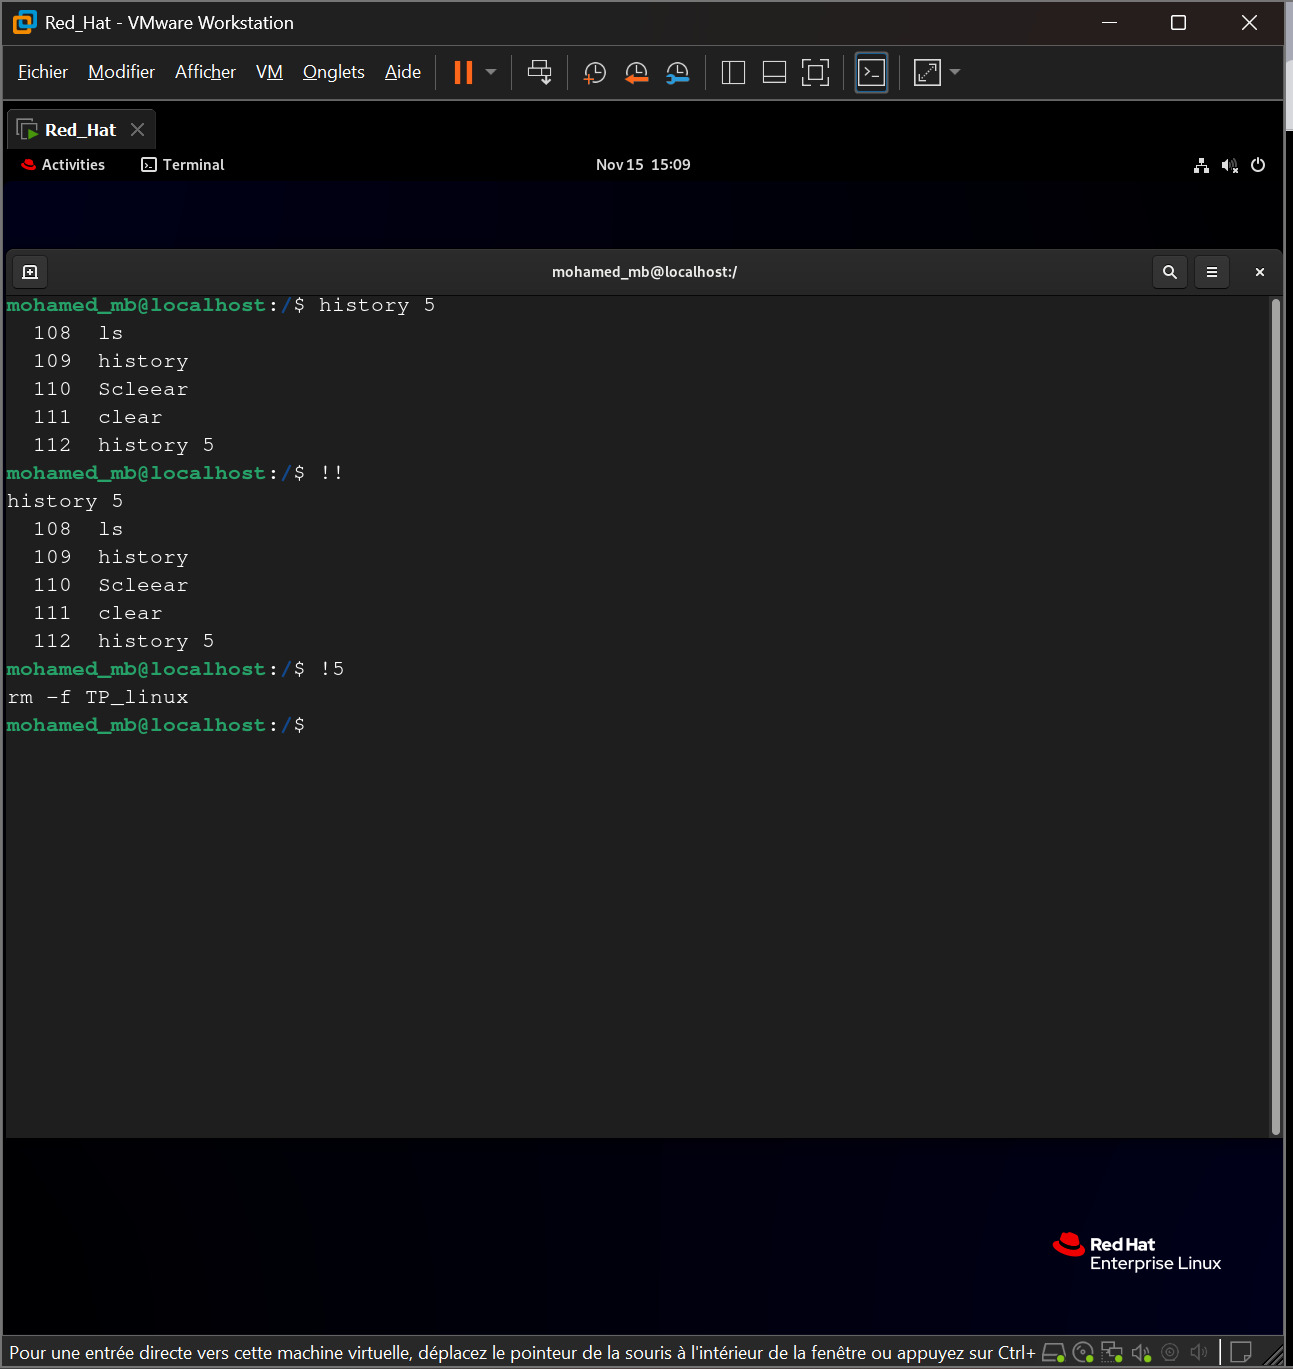 Red_Hat - VMware Workstation
Fichier Modifier Afficher VM Onglets Aide
Red_Hat
Activities Terminal Nov 15 15:09
mohamed_mb@localhost:/
mohamed_mb@localhost:/$ history 5
108 ls
109 history
110 Scleear
111 clear
112 history 5
mohamed_mb@localhost:/$ !!
history 5
108 ls
109 history
110 Scleear
111 clear
112 history 5
mohamed_mb@localhost:/$ !5
rm -f TP_linux
mohamed_mb@localhost:/$
Red Hat
Enterprise Linux
Pour une entrée directe vers cette machine virtuelle, déplacez le pointeur de la souris à l'intérieur de la fenêtre ou appuyez sur Ctrl+